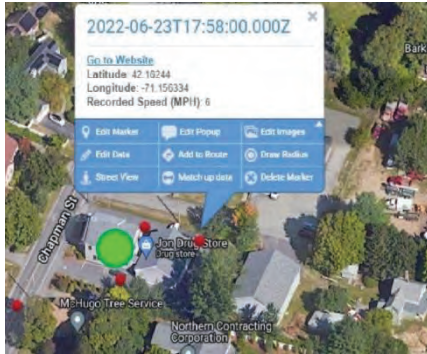 2022-06-23T17:58:00.000Z
×
Go to Website
Latitude: 42.16244
Longitude: -71.156334
Recorded Speed (MPH): 6
Edit Marker
Edit Popup
Edit Images
Edit Data
Add to Route
Draw Radius
Street View
Match up data
Delete Marker
Bark
Chapman St
Jon Drug Store
Drug store
McHugo Tree Service
Northern Contracting
Corporation